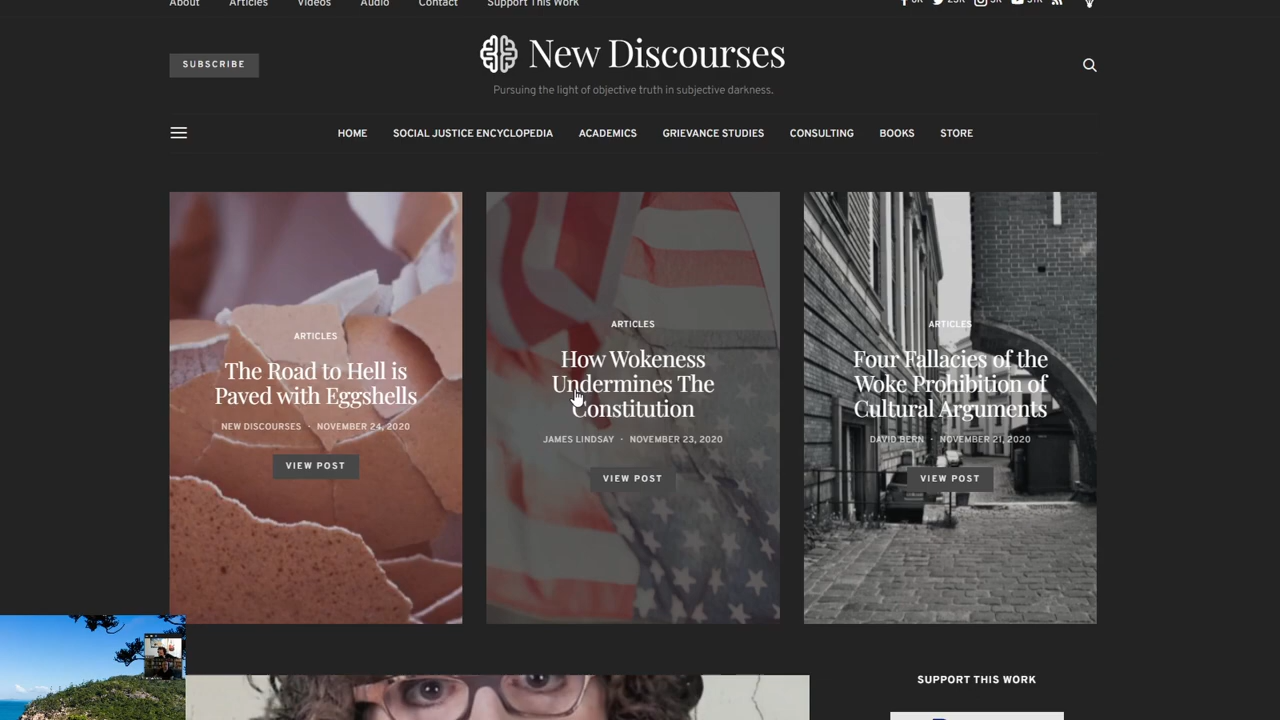 About Articles Videos Audio Contact Support This Work
SUBSCRIBE
New Discourses
Pursuing the light of objective truth in subjective darkness.
HOME SOCIAL JUSTICE ENCYCLOPEDIA ACADEMICS GRIEVANCE STUDIES CONSULTING BOOKS STORE
ARTICLES
The Road to Hell is
Paved with Eggshells
NEW DISCOURSES · NOVEMBER 24, 2020
VIEW POST
ARTICLES
How Wokeness
Undermines The
Constitution
JAMES LINDSAY · NOVEMBER 23, 2020
VIEW POST
ARTICLES
Four Fallacies of the
Woke Prohibition of
Cultural Arguments
DAVID BERN · NOVEMBER 21, 2020
VIEW POST
SUPPORT THIS WORK